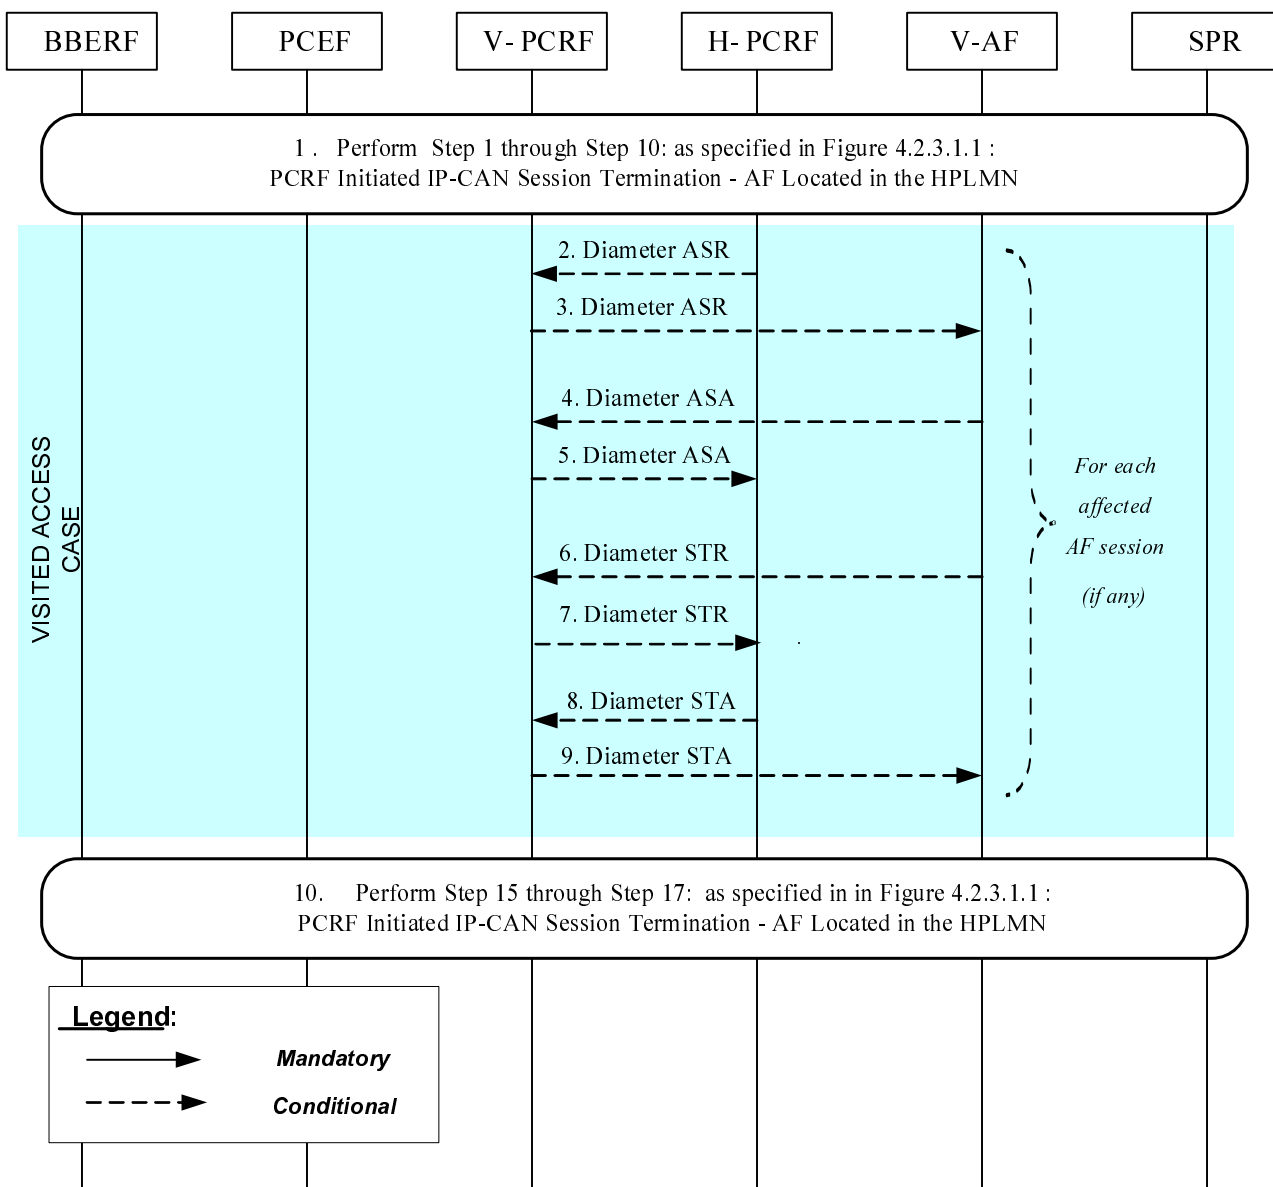 BBERF
PCEF
V- PCRF
H- PCRF
V-AF
SPR
1 . Perform Step 1 through Step 10: as specified in Figure 4.2.3.1.1 :
PCRF Initiated IP-CAN Session Termination - AF Located in the HPLMN
2. Diameter ASR
3. Diameter ASR
4. Diameter ASA
5. Diameter ASA
6. Diameter STR
7. Diameter STR
8. Diameter STA
9. Diameter STA
For each
affected
AF session
(if any)
VISITED ACCESS
CASE
10. Perform Step 15 through Step 17: as specified in in Figure 4.2.3.1.1 :
PCRF Initiated IP-CAN Session Termination - AF Located in the HPLMN
Legend:
Mandatory
Conditional